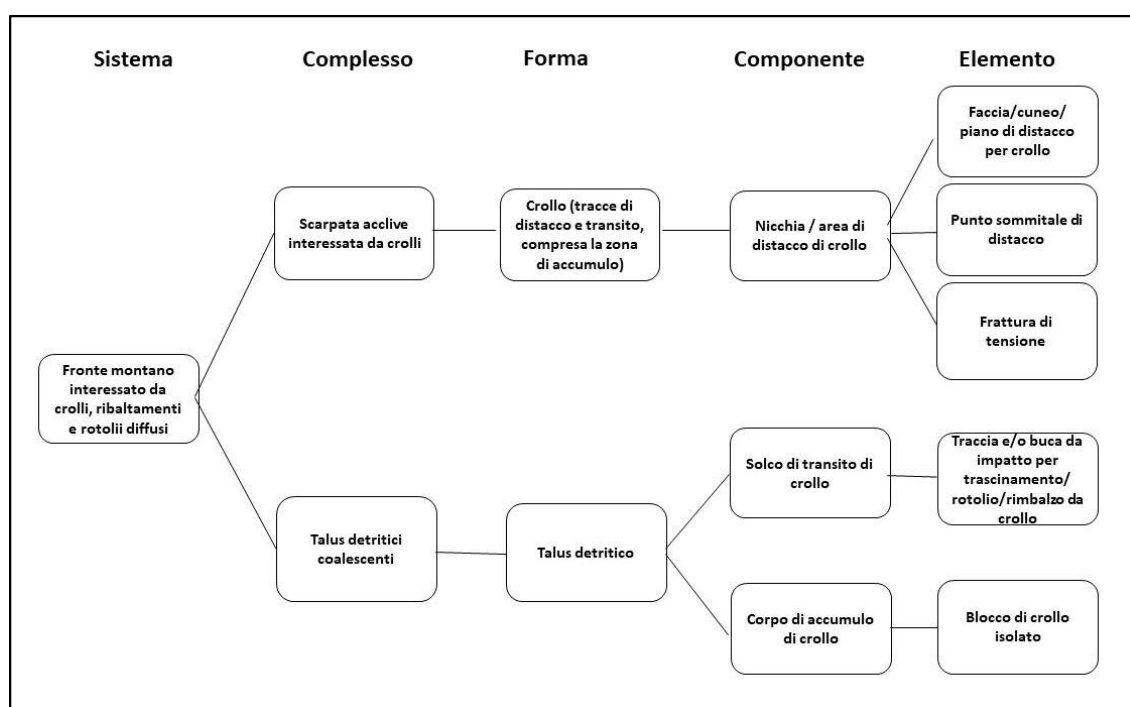 Sistema
Complesso
Forma
Componente
Elemento
Faccia/cuneo/
piano di distacco
per crollo
Scarpata acclive
interessata da crolli
Crollo (tracce di
distacco e transito,
compresa la zona
di accumulo)
Nicchia / area di
distacco di crollo
Punto sommitale di
distacco
Frattura di
tensione
Fronte montano
interessato da
crolli, ribaltamenti
e rotolii diffusi
Solco di transito di
crollo
Traccia e/o buca da
impatto per
trascinamento/
rotolio/rimbalzo da
crollo
Talus detritici
coalescenti
Talus detritico
Corpo di accumulo
di crollo
Blocco di crollo
isolato